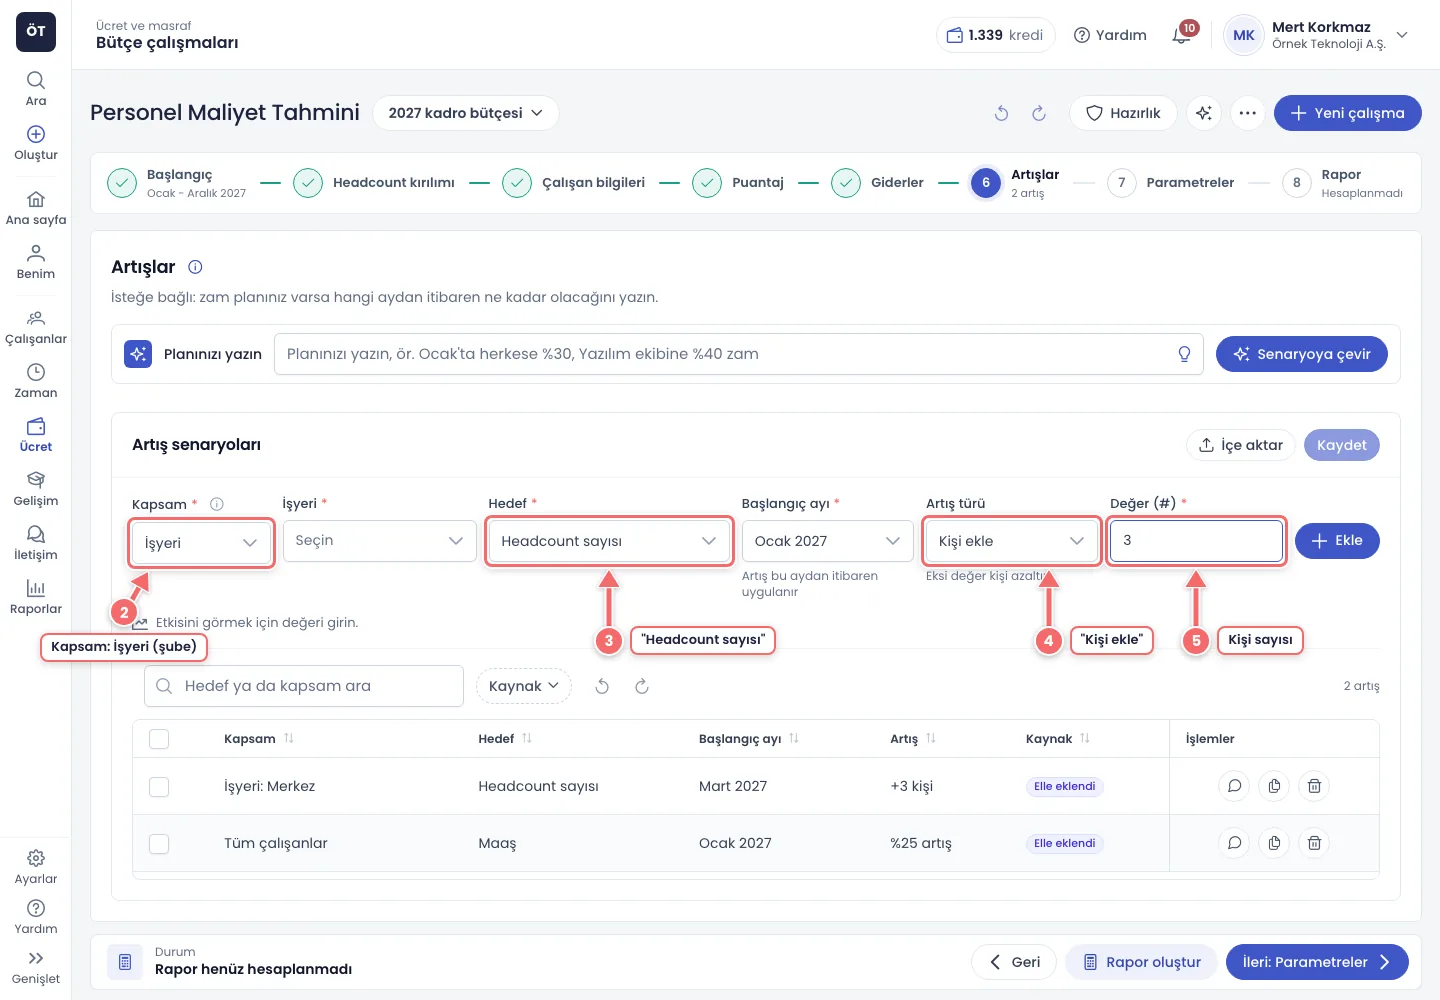 ÖT
Ara
Oluştur
Ana sayfa
Benim
Çalışanlar
Zaman
Ücret
Gelişim
İletişim
Raporlar
Ayarlar
Yardım
Genişlet
Ücret ve masraf
Bütçe çalışmaları
1.339 kredi
Yardım
10
MK
Mert Korkmaz
Örnek Teknoloji A.Ş.
Personel Maliyet Tahmini
2027 kadro bütçesi
Hazırlık
Yeni çalışma
Başlangıç
Ocak - Aralık 2027
Headcount kırılımı
Çalışan bilgileri
Puantaj
Giderler
6
Artışlar
2 artış
7
Parametreler
8
Rapor
Hesaplanmadı
Artışlar
İsteğe bağlı: zam planınız varsa hangi aydan itibaren ne kadar olacağını yazın.
Planınızı yazın
Planınızı yazın, ör. Ocak'ta herkese %30, Yazılım ekibine %40 zam
Senaryoya çevir
Artış senaryoları
İçe aktar
Kaydet
Kapsam *
İşyeri *
Hedef *
Başlangıç ayı *
Artış türü
Değer (#) *
İşyeri
Seçin
Headcount sayısı
Ocak 2027
Kişi ekle
3
Ekle
Artış bu aydan itibaren
uygulanır
Eksi değer kişi azaltı
2
Kapsam: İşyeri (şube)
Etkisini görmek için değeri girin.
3
"Headcount sayısı"
4
"Kişi ekle"
5
Kişi sayısı
Hedef ya da kapsam ara
Kaynak
2 artış
Kapsam
Hedef
Başlangıç ayı
Artış
Kaynak
İşlemler
İşyeri: Merkez
Headcount sayısı
Mart 2027
+3 kişi
Elle eklendi
Tüm çalışanlar
Maaş
Ocak 2027
%25 artış
Elle eklendi
Durum
Rapor henüz hesaplanmadı
Geri
Rapor oluştur
İleri: Parametreler